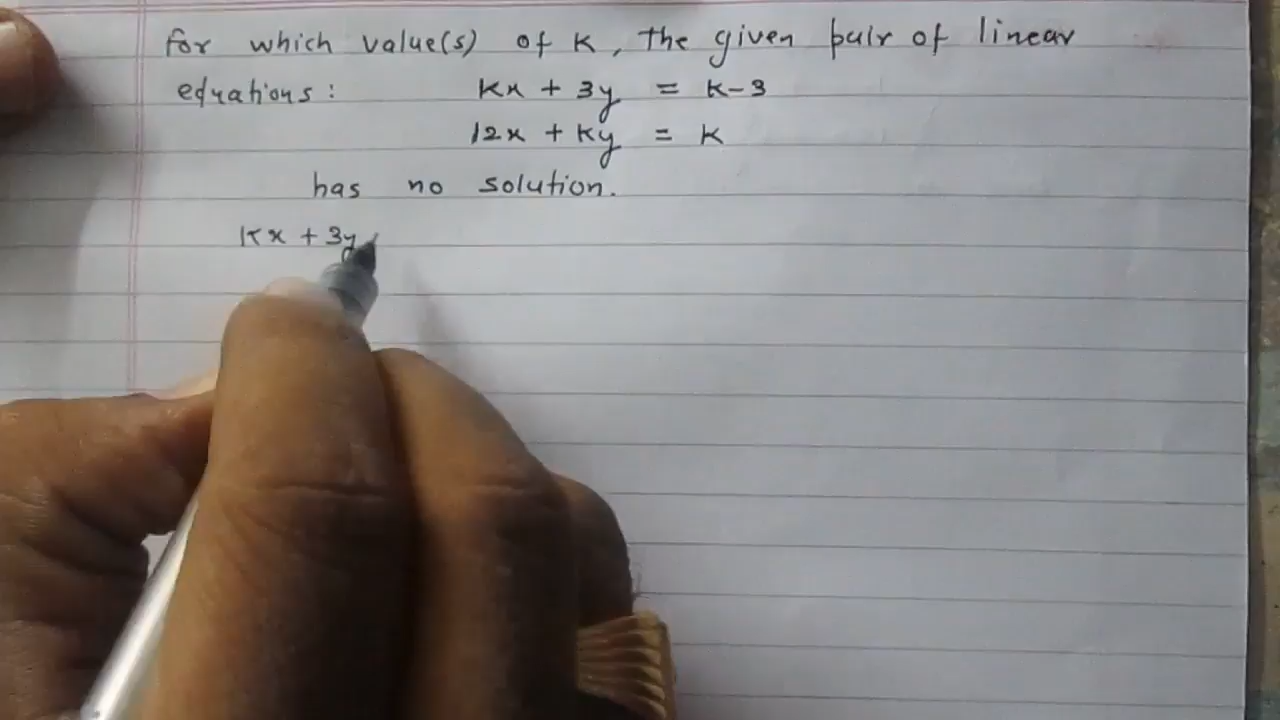 for which value(s) of K, the given pair of linear
equations: Kx + 3y = K-3
12x + Ky = K
has no solution.
Kx + 3y